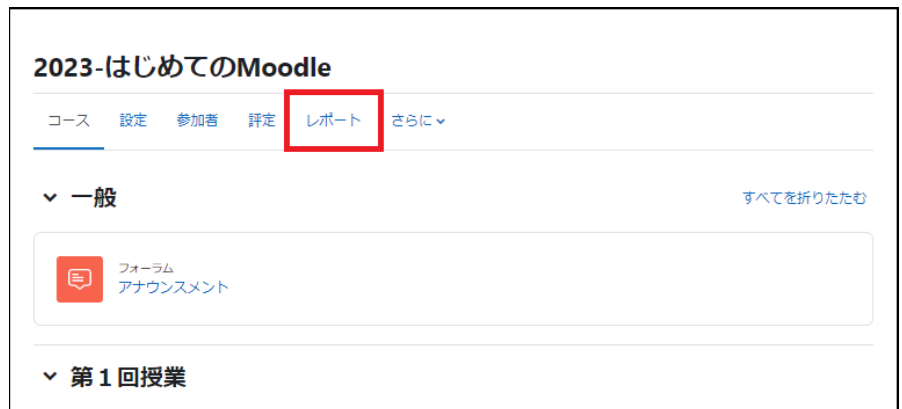 2023-はじめてのMoodle
コース 設定 参加者 評定 レポート さらに
一般 すべてを折りたたむ
フォーラム
アナウンスメント
第1回授業